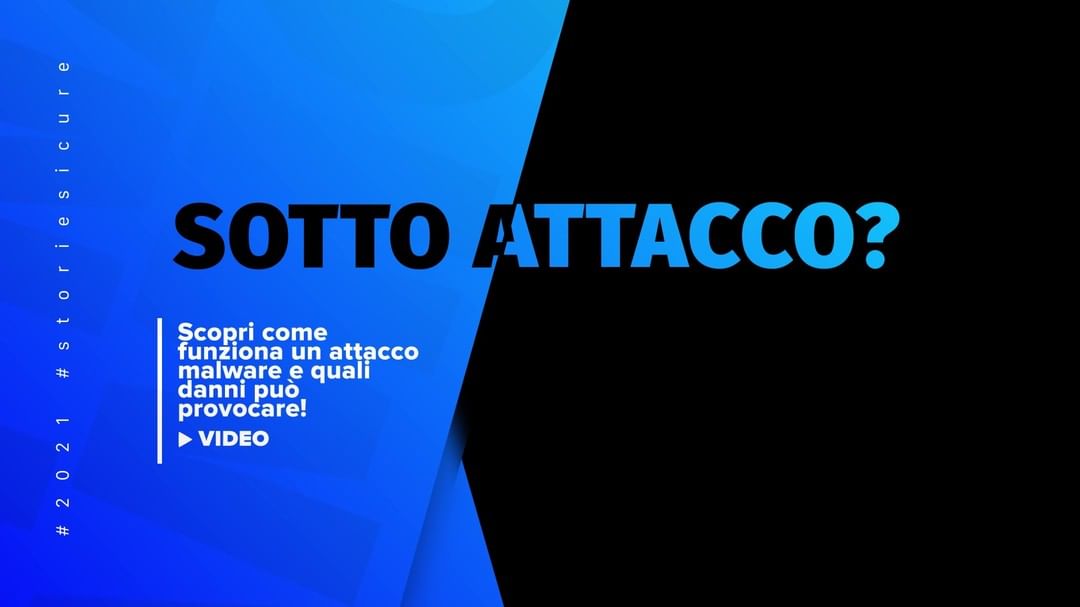 #2021 #storiesicure
SOTTO ATTACCO?
Scopri come
funziona un attacco
malware e quali
danni può
provocare!
▶ VIDEO